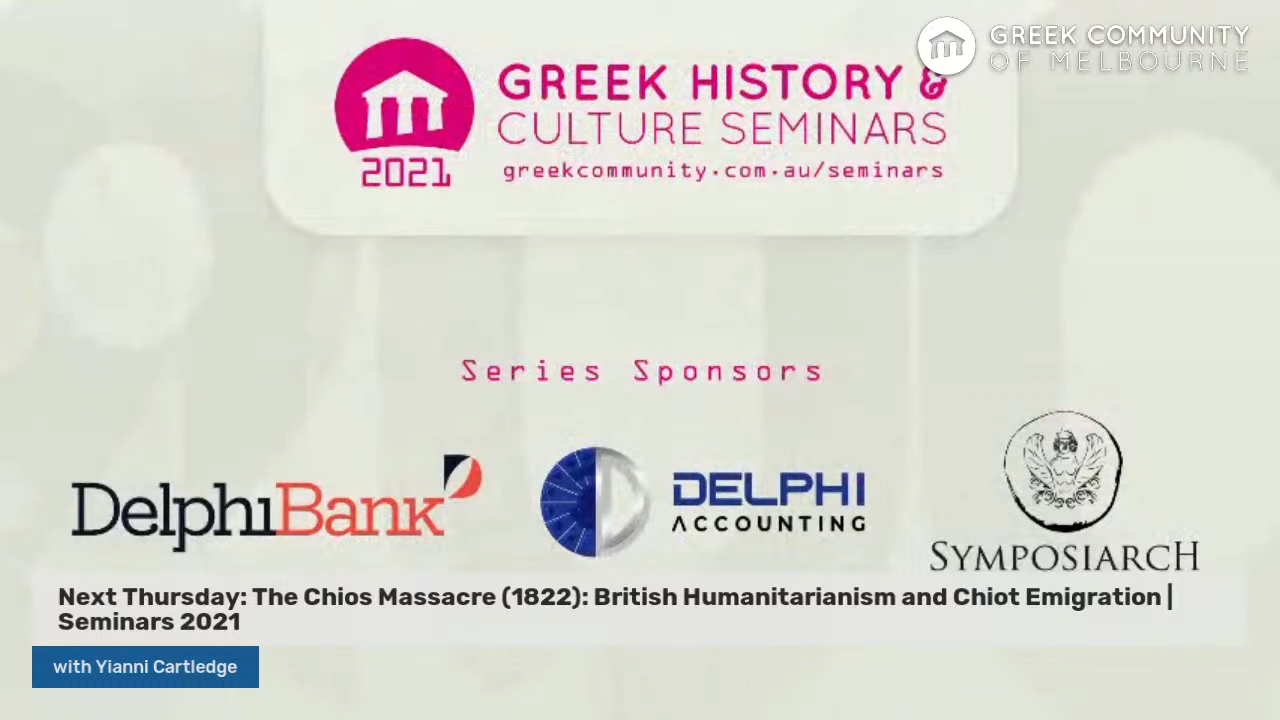 GREEK COMMUNITY
OF MELBOURNE
GREEK HISTORY &
CULTURE SEMINARS
2021
greekcommunity.com.au/seminars
Series Sponsors
DelphiBank
DELPHI
ACCOUNTING
SYMPOSIARCH
Next Thursday: The Chios Massacre (1822): British Humanitarianism and Chiot Emigration |
Seminars 2021
with Yianni Cartledge